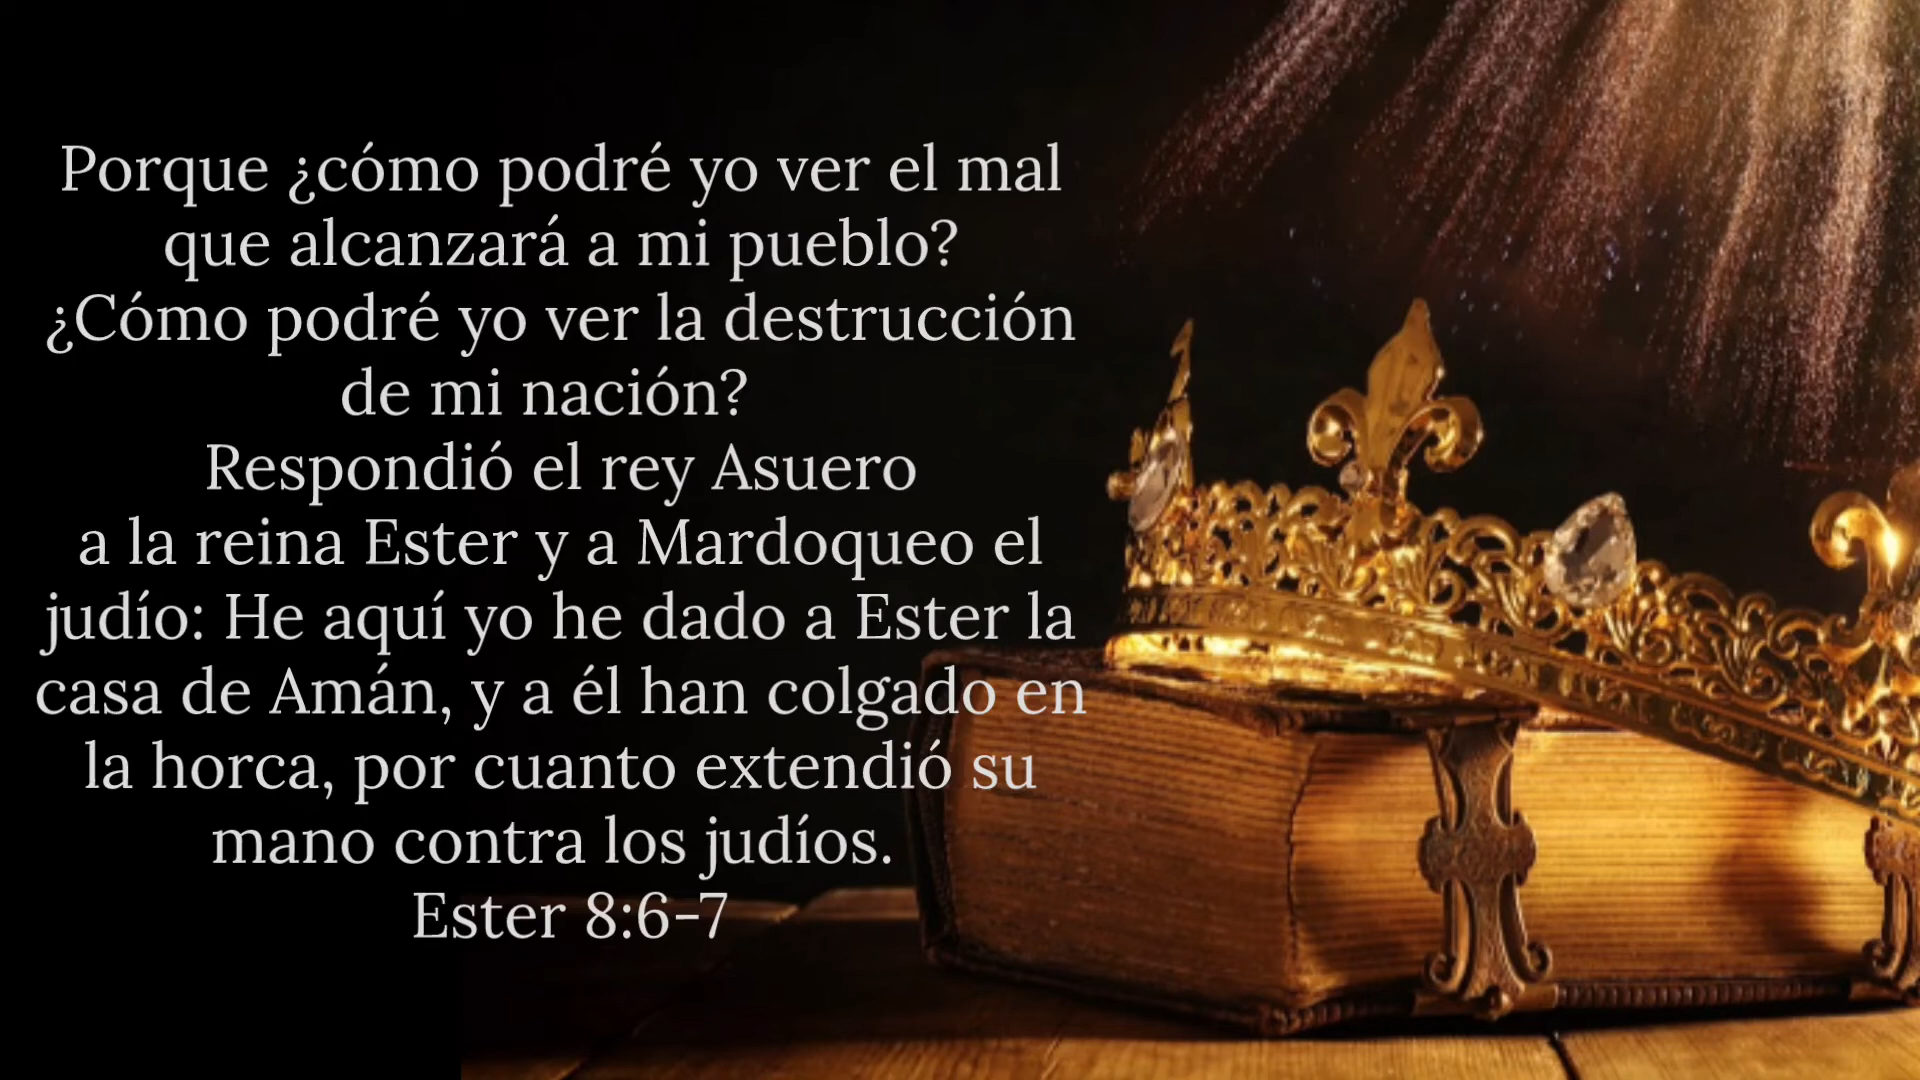 Porque ¿cómo podré yo ver el mal
que alcanzará a mi pueblo?
¿Cómo podré yo ver la destrucción
de mi nación?
Respondió el rey Asuero
a la reina Ester y a Mardoqueo el
judío: He aquí yo he dado a Ester la
casa de Amán, y a él han colgado en
la horca, por cuanto extendió su
mano contra los judíos.
Ester 8:6-7